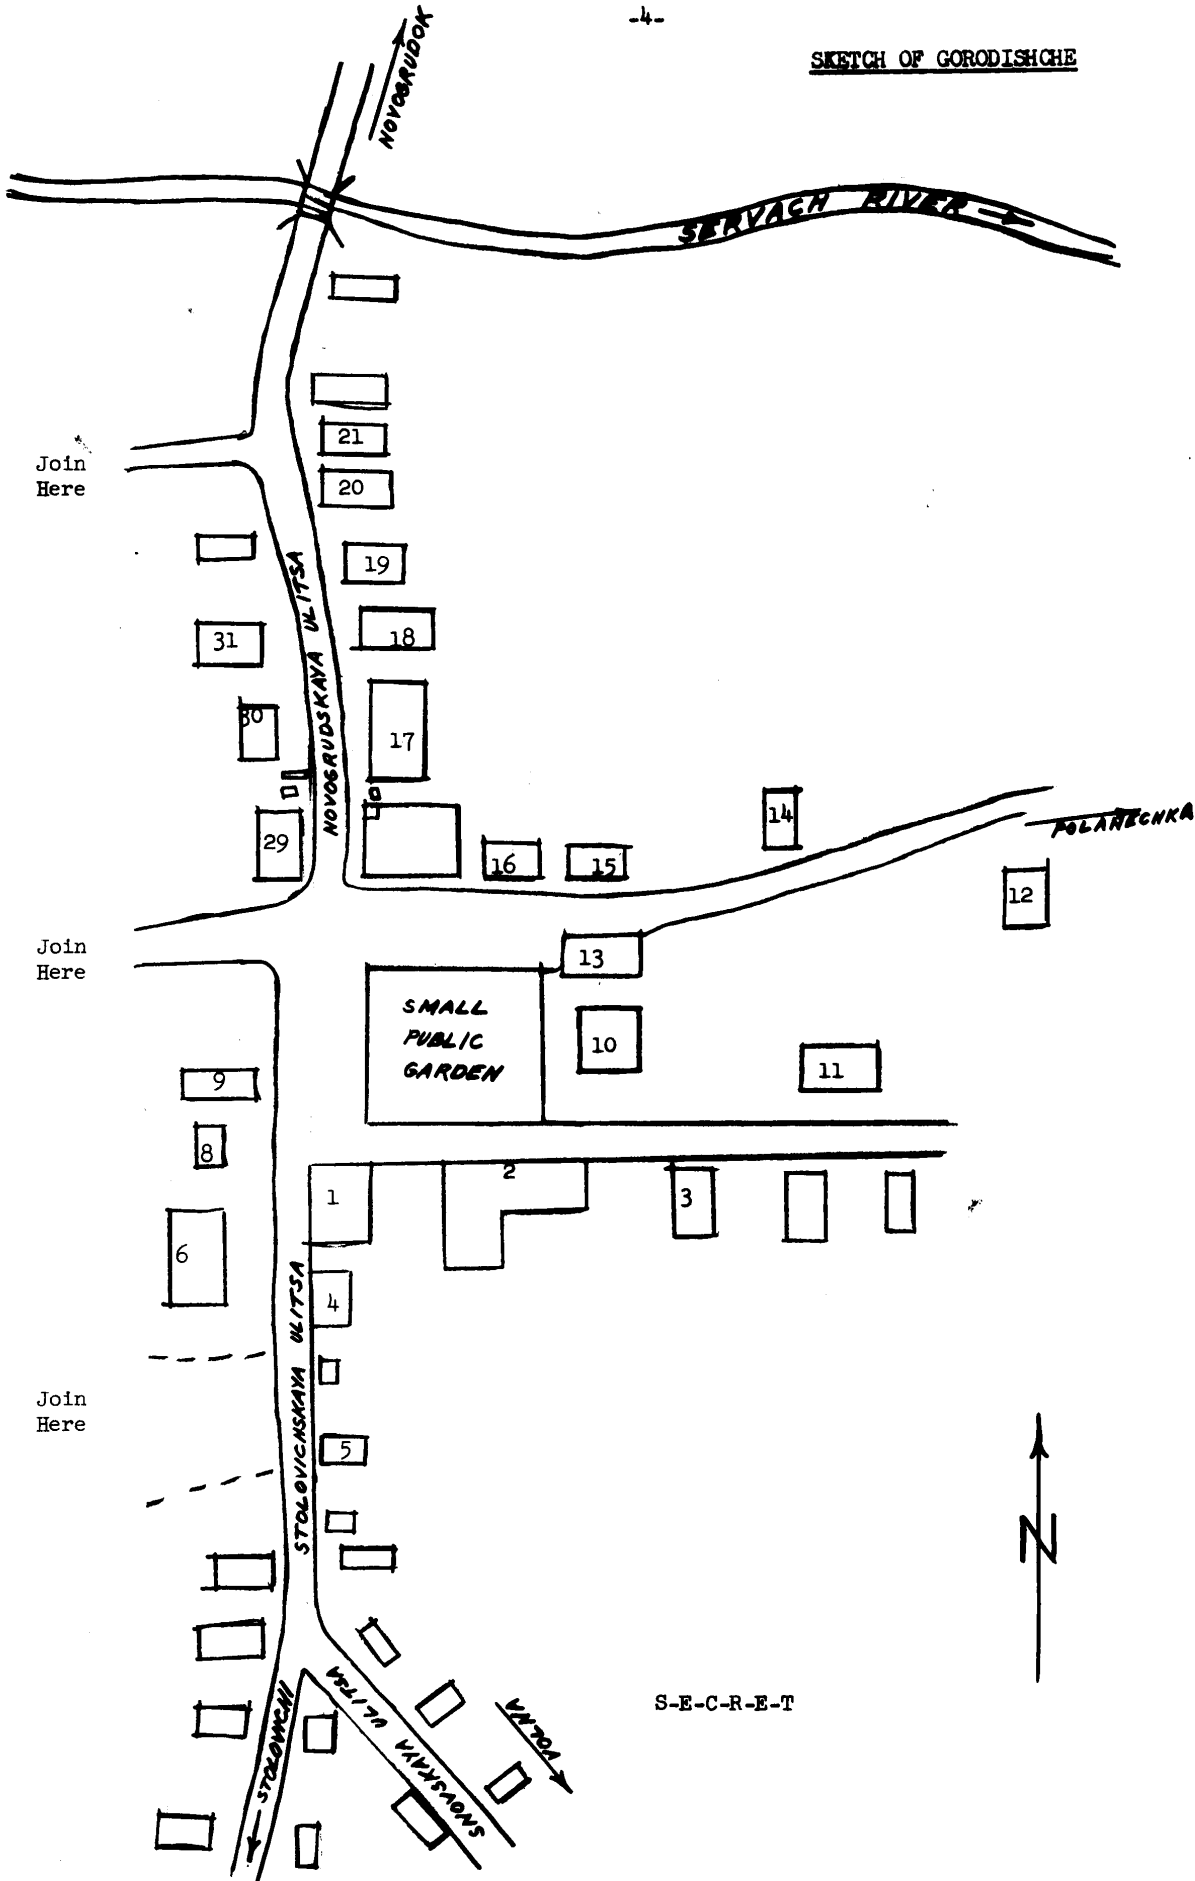 -4-
SKETCH OF GORODISHCHE
NOVOGRUDOK
SERVACH RIVER
21
Join
Here
20
19
NOVOGRUDSKAYA ULITSA
31
18
30
17
14
POLANECHKA
29
16
15
12
Join
Here
13
SMALL
PUBLIC
GARDEN
10
11
9
8
1
2
3
6
4
STOLOVICHSKAYA ULITSA
Join
Here
5
N
STOLOVICHI
SNOVSKAYA ULITSA
VOLNA
S-E-C-R-E-T